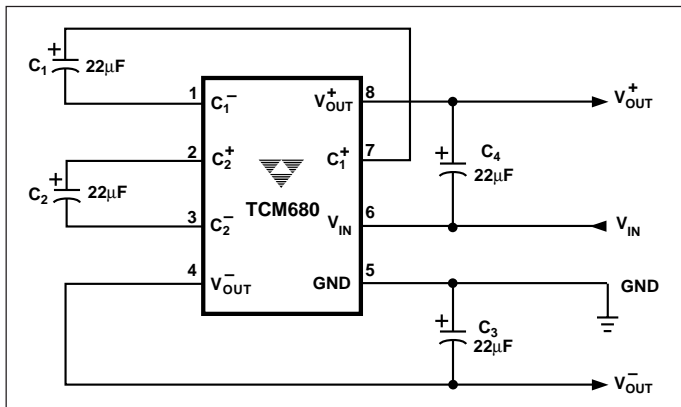 +
C₁ 22µF
1 C₁⁻
2 C₂⁺
+
C₂ 22µF
3 C₂⁻
4 V⁻OUT
TCM680
8 V⁺OUT
7 C₁⁺
6 VIN
5 GND
+
C₄
22µF
+
C₃
22µF
V⁺OUT
VIN
GND
V⁻OUT